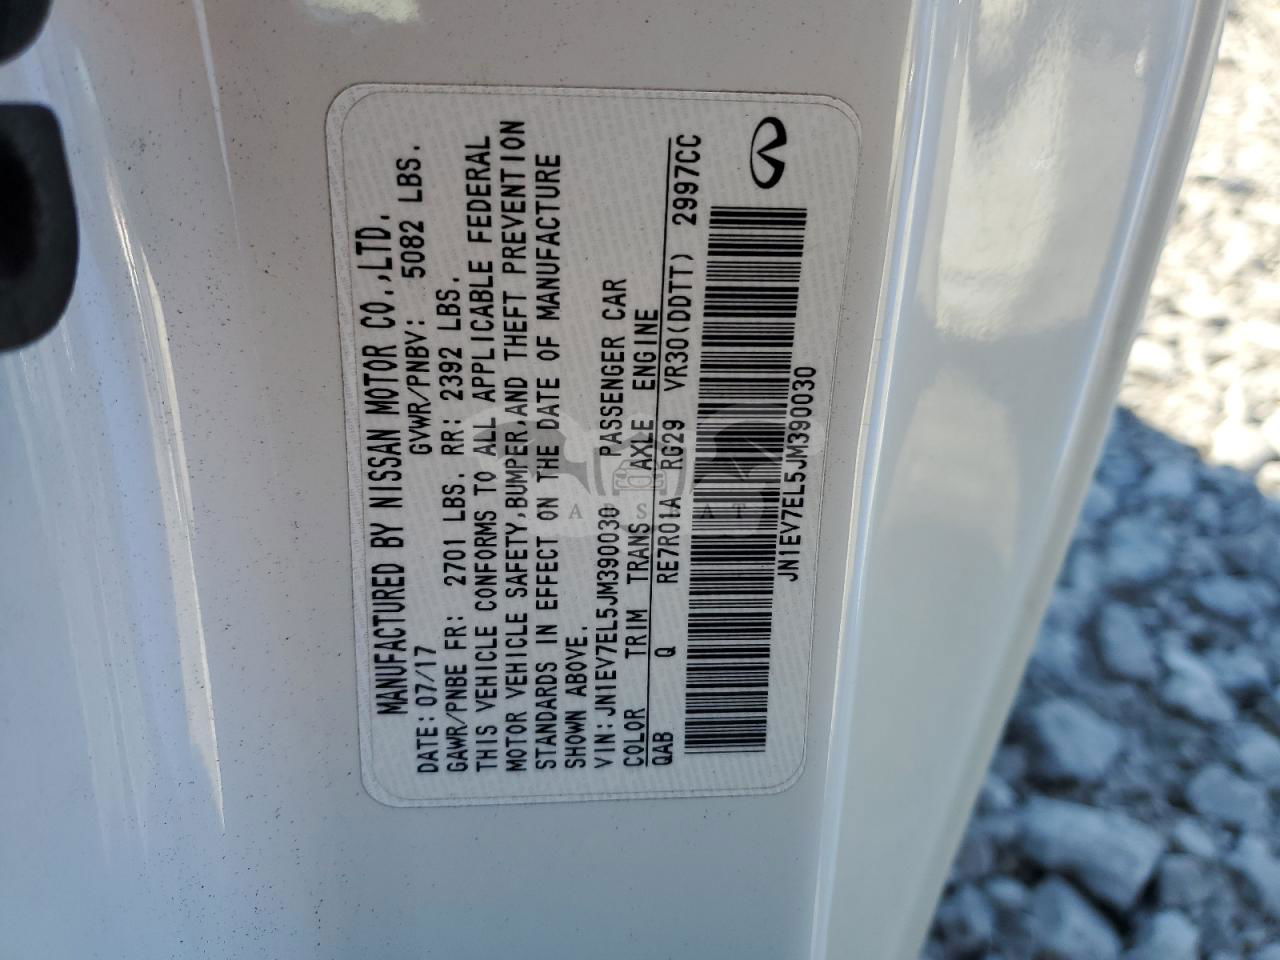 MANUFACTURED BY NISSAN MOTOR CO.,LTD.
DATE: 07/17 GVWR/PNBV: 5082 LBS.
GAWR/PNBE FR: 2701 LBS. RR: 2392 LBS.
THIS VEHICLE CONFORMS TO ALL APPLICABLE FEDERAL
MOTOR VEHICLE SAFETY,BUMPER,AND THEFT PREVENTION
STANDARDS IN EFFECT ON THE DATE OF MANUFACTURE
SHOWN ABOVE.
VIN:JN1EV7EL5JM390030 PASSENGER CAR
COLOR TRIM TRANS AXLE ENGINE
QAB Q RE7R01A RG29 VR30(DDTT) 2997CC
JN1EV7EL5JM390030